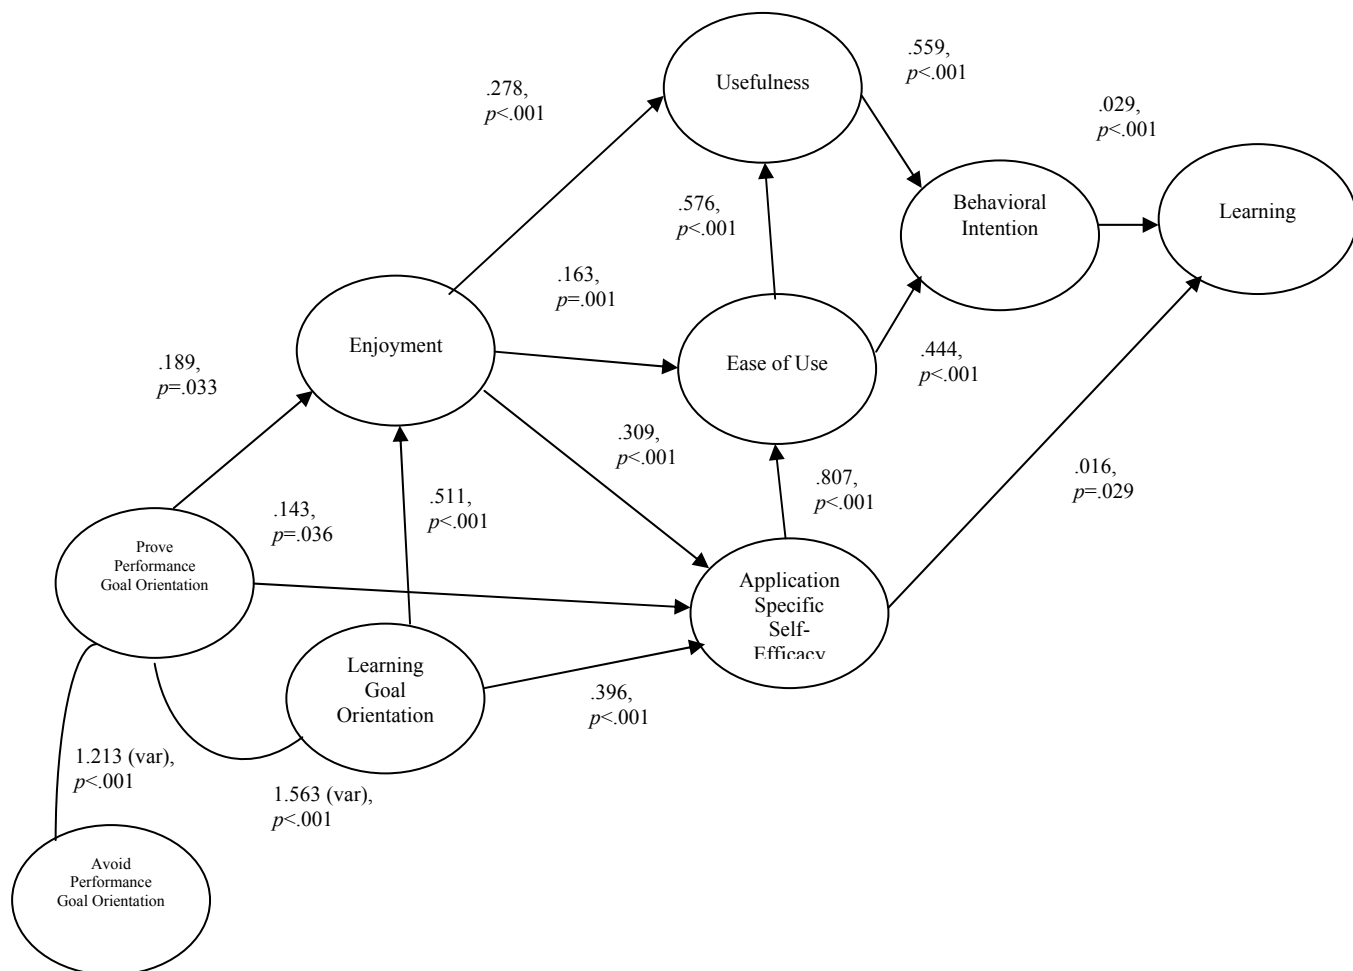 .559,
p<.001
Usefulness
.278,
p<.001
.029,
p<.001
.576,
p<.001
Behavioral
Intention
Learning
.163,
p=.001
Enjoyment
Ease of Use
.189,
p=.033
.444,
p<.001
.309,
p<.001
.807,
p<.001
.511,
p<.001
.016,
p=.029
.143,
p=.036
Prove
Performance
Goal Orientation
Application
Specific
Self-
Efficacy
Learning
Goal
Orientation
.396,
p<.001
1.213 (var),
p<.001
1.563 (var),
p<.001
Avoid
Performance
Goal Orientation